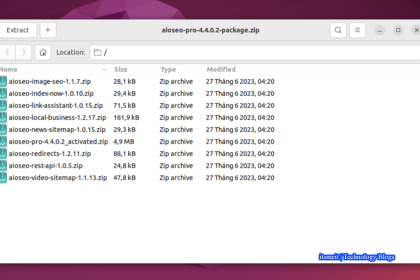 Extract + aioseo-pro-4.4.0.2-package.zip
Location: /
Name Size Type Modified
aioseo-image-seo-1.1.7.zip 28,1 kB Zip archive 27 Tháng 6 2023, 04:20
aioseo-index-now-1.0.10.zip 29,4 kB Zip archive 27 Tháng 6 2023, 04:20
aioseo-link-assistant-1.0.15.zip 71,5 kB Zip archive 27 Tháng 6 2023, 04:20
aioseo-local-business-1.2.17.zip 161,9 kB Zip archive 27 Tháng 6 2023, 04:20
aioseo-news-sitemap-1.0.15.zip 29,3 kB Zip archive 27 Tháng 6 2023, 04:20
aioseo-pro-4.4.0.2_activated.zip 4,9 MB Zip archive 27 Tháng 6 2023, 04:20
aioseo-redirects-1.2.11.zip 88,1 kB Zip archive 27 Tháng 6 2023, 04:20
aioseo-rest-api-1.0.5.zip 24,8 kB Zip archive 27 Tháng 6 2023, 04:20
aioseo-video-sitemap-1.1.13.zip 47,8 kB Zip archive 27 Tháng 6 2023, 04:20
Technology Blogs